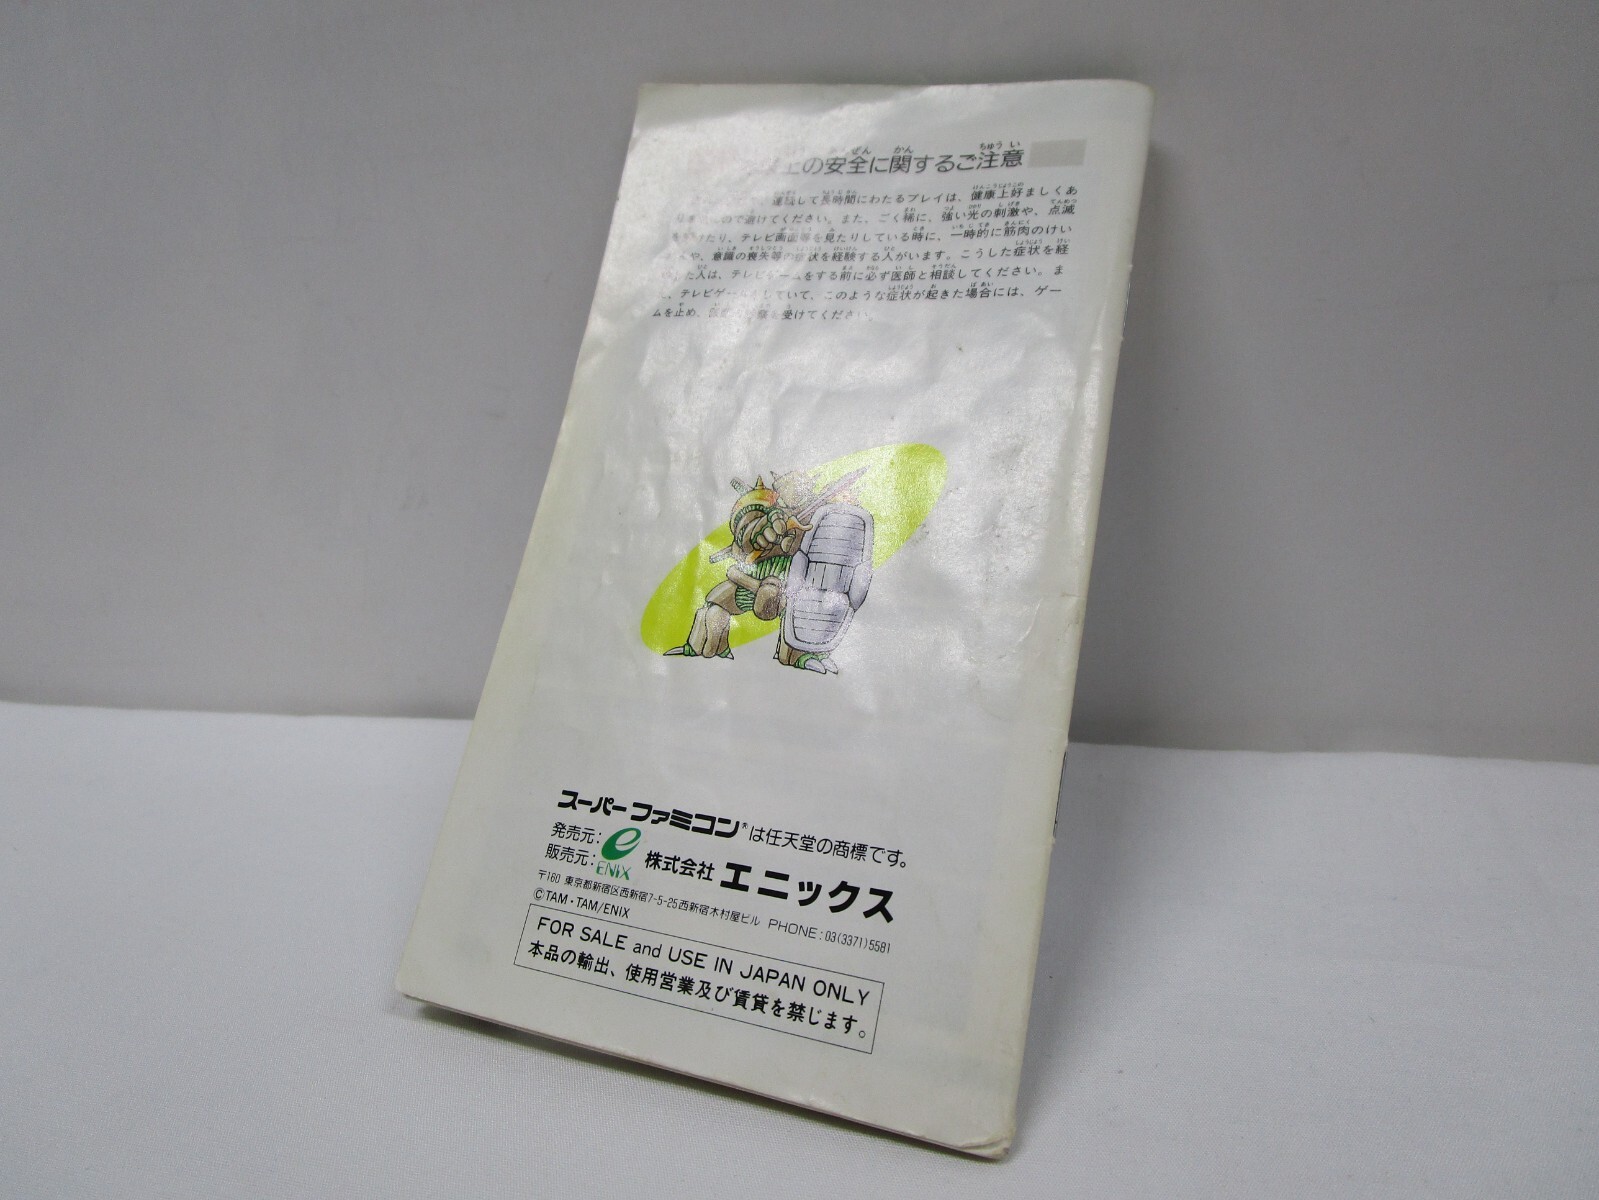 上の安全に関するご注意
連続して長時間にわたるプレイは、健康上好ましくあ
ので避けてください。また、ごく稀に、強い光の刺激や、点滅
たり、テレビ画面等を見たりしている時に、一時的に筋肉のけい
や、意識の喪失等の症状を経験する人がいます。こうした症状を経
た人は、テレビゲームをする前に必ず医師と相談してください。ま
、テレビゲームをしていて、このような症状が起きた場合には、ゲー
ムを止め、を受けてください。
スーパーファミコン®は任天堂の商標です。
発売元:
販売元: ENIX 株式会社 エニックス
〒160 東京都新宿区西新宿7-5-25西新宿木村屋ビル PHONE:03(3371)5581
©TAM・TAM/ENIX
FOR SALE and USE IN JAPAN ONLY
本品の輸出、使用営業及び賃貸を禁じます。